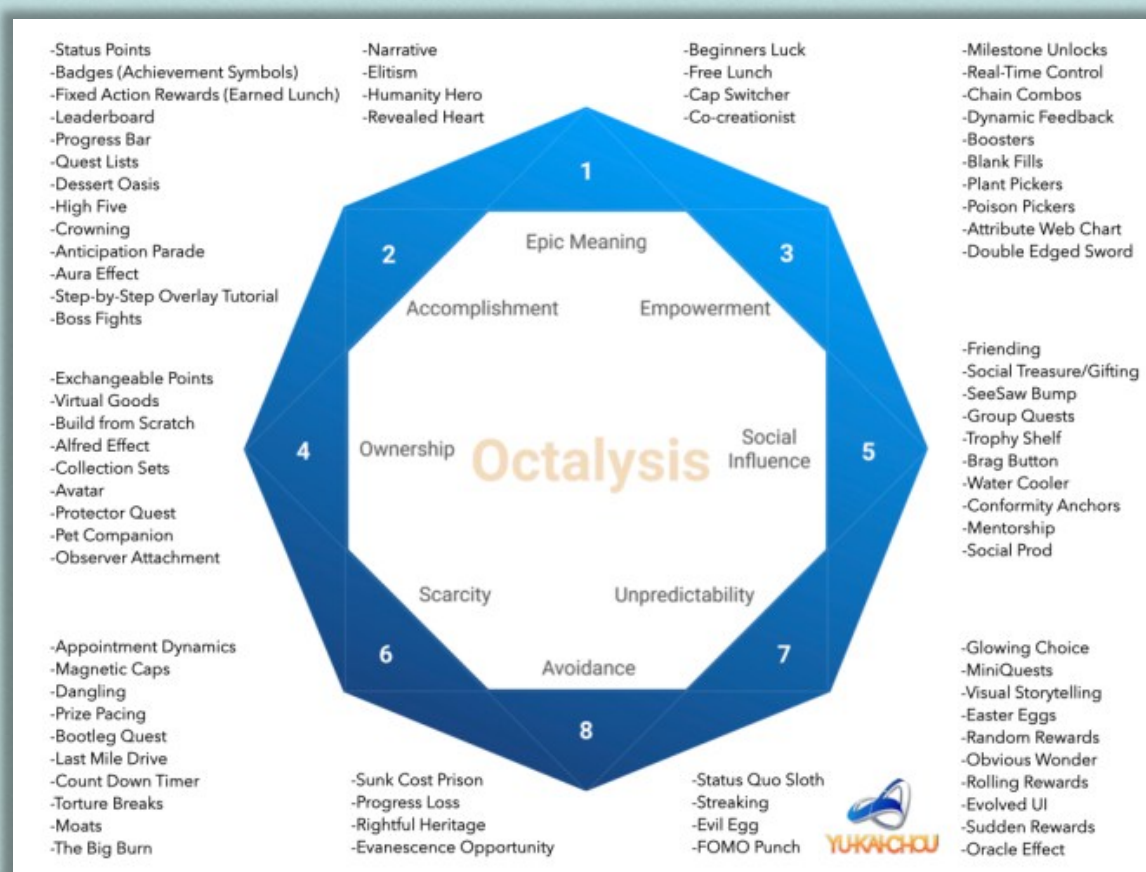 -Status Points
-Badges (Achievement Symbols)
-Fixed Action Rewards (Earned Lunch)
-Leaderboard
-Progress Bar
-Quest Lists
-Dessert Oasis
-High Five
-Crowning
-Anticipation Parade
-Aura Effect
-Step-by-Step Overlay Tutorial
-Boss Fights
-Narrative
-Elitism
-Humanity Hero
-Revealed Heart
-Beginners Luck
-Free Lunch
-Cap Switcher
-Co-creationist
-Milestone Unlocks
-Real-Time Control
-Chain Combos
-Dynamic Feedback
-Boosters
-Blank Fills
-Plant Pickers
-Poison Pickers
-Attribute Web Chart
-Double Edged Sword
1
Epic Meaning
2
Accomplishment
3
Empowerment
-Exchangeable Points
-Virtual Goods
-Build from Scratch
-Alfred Effect
-Collection Sets
-Avatar
-Protector Quest
-Pet Companion
-Observer Attachment
4
Ownership
Octalysis
Social
Influence
5
-Friending
-Social Treasure/Gifting
-SeeSaw Bump
-Group Quests
-Trophy Shelf
-Brag Button
-Water Cooler
-Conformity Anchors
-Mentorship
-Social Prod
Scarcity
6
Unpredictability
7
Avoidance
8
-Appointment Dynamics
-Magnetic Caps
-Dangling
-Prize Pacing
-Bootleg Quest
-Last Mile Drive
-Count Down Timer
-Torture Breaks
-Moats
-The Big Burn
-Sunk Cost Prison
-Progress Loss
-Rightful Heritage
-Evanescence Opportunity
-Status Quo Sloth
-Streaking
-Evil Egg
-FOMO Punch
YU-KAI-CHOU
-Glowing Choice
-MiniQuests
-Visual Storytelling
-Easter Eggs
-Random Rewards
-Obvious Wonder
-Rolling Rewards
-Evolved UI
-Sudden Rewards
-Oracle Effect